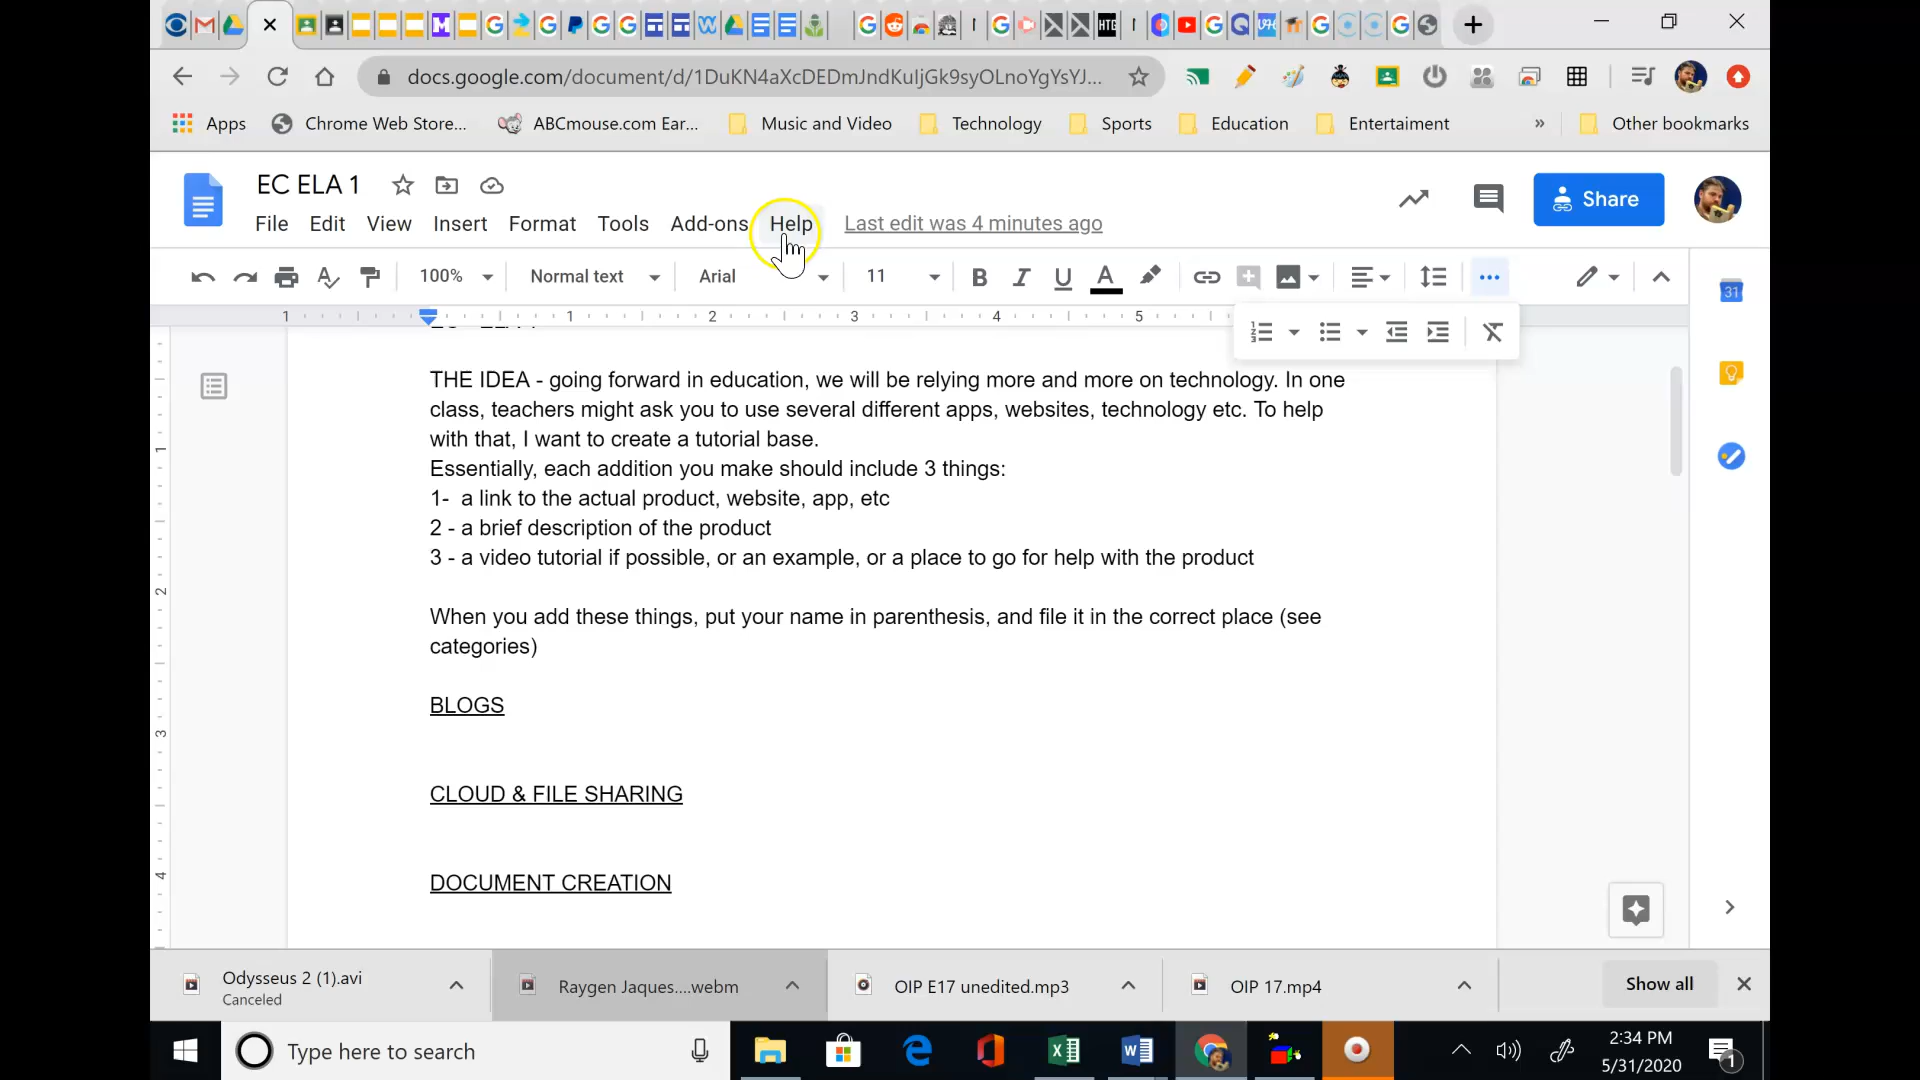 docs.google.com/document/d/1DuKN4aXcDEDmJndKuIjGk9syOLnoYgYsYJ...
Apps Chrome Web Store... ABCmouse.com Ear... Music and Video Technology Sports Education Entertaiment » Other bookmarks
EC ELA 1
Share
File Edit View Insert Format Tools Add-ons Help Last edit was 4 minutes ago
100% Normal text Arial 11 B I U A
1 1 2 3 4 5
THE IDEA - going forward in education, we will be relying more and more on technology. In one
class, teachers might ask you to use several different apps, websites, technology etc. To help
with that, I want to create a tutorial base.
Essentially, each addition you make should include 3 things:
1- a link to the actual product, website, app, etc
2 - a brief description of the product
3 - a video tutorial if possible, or an example, or a place to go for help with the product
When you add these things, put your name in parenthesis, and file it in the correct place (see
categories)
BLOGS
CLOUD & FILE SHARING
DOCUMENT CREATION
Odysseus 2 (1).avi
Canceled
Raygen Jaques....webm
OIP E17 unedited.mp3
OIP 17.mp4
Show all
Type here to search
2:34 PM
5/31/2020